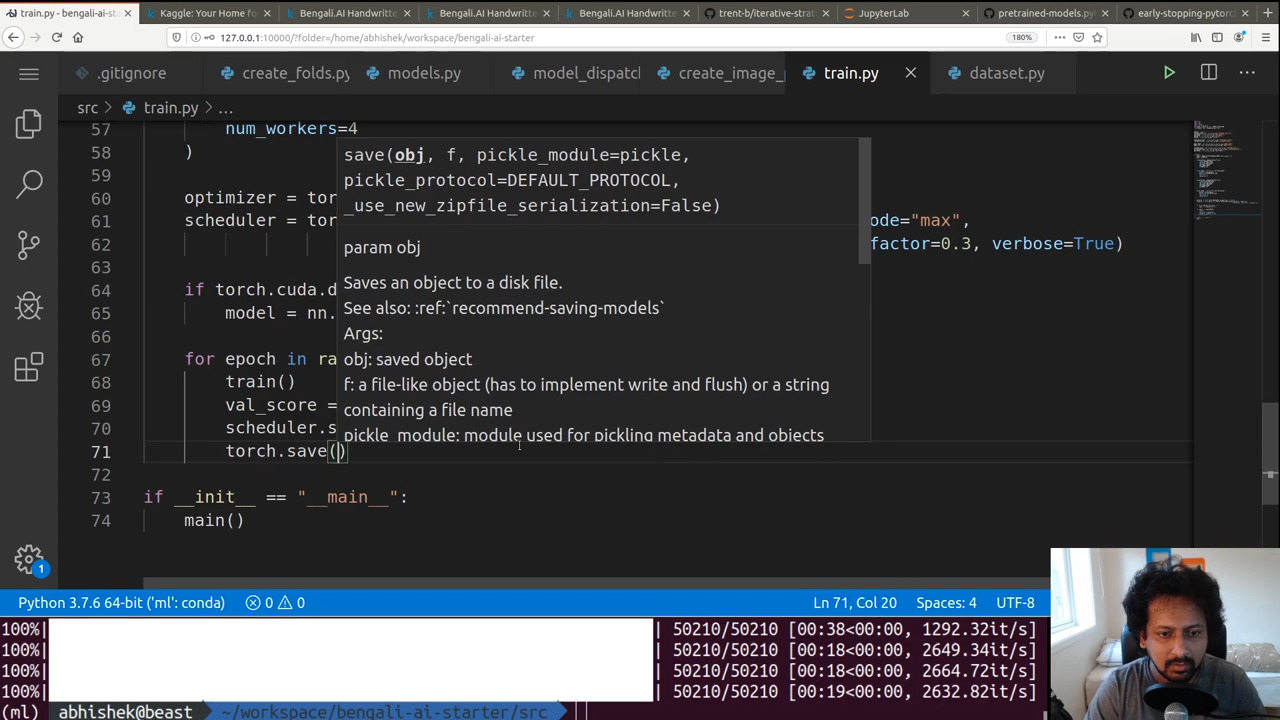 train.py - bengali-ai-sta
Kaggle: Your Home fo
Bengali.AI Handwritte
Bengali.AI Handwritte
Bengali.AI Handwritte
trent-b/iterative-strat
JupyterLab
pretrained-models.py
early-stopping-pytorc
127.0.0.1:10000/?folder=/home/abhishek/workspace/bengali-ai-starter
180%
.gitignore
create_folds.py
models.py
model_dispatc
create_image_p
train.py
dataset.py
src > train.py > ...
57 num_workers=4
58 )
59
60 optimizer = tor
61 scheduler = tor ode="max",
62 factor=0.3, verbose=True)
63
64 if torch.cuda.d
65 model = nn.
66
67 for epoch in ra
68 train()
69 val_score =
70 scheduler.s
71 torch.save()
72
73 if __init__ == "__main__":
74 main()
save(obj, f, pickle_module=pickle,
pickle_protocol=DEFAULT_PROTOCOL,
_use_new_zipfile_serialization=False)
param obj
Saves an object to a disk file.
See also: :ref:`recommend-saving-models`
Args:
obj: saved object
f: a file-like object (has to implement write and flush) or a string
containing a file name
pickle_module: module used for pickling metadata and objects
1
Python 3.7.6 64-bit ('ml': conda) 0 0 Ln 71, Col 20 Spaces: 4 UTF-8
100%| | 50210/50210 [00:38<00:00, 1292.32it/s]
100%| | 50210/50210 [00:18<00:00, 2649.34it/s]
100%| | 50210/50210 [00:18<00:00, 2664.72it/s]
100%| | 50210/50210 [00:19<00:00, 2632.82it/s]
(ml) abhishek@beast ~/workspace/bengali-ai-starter/src